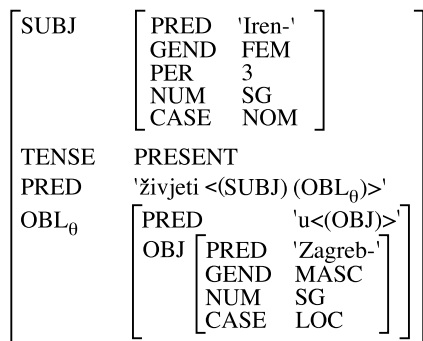 SUBJ PRED 'Iren-'
GEND FEM
PER 3
NUM SG
CASE NOM
TENSE PRESENT
PRED 'živjeti <(SUBJ) (OBLθ)>'
OBLθ PRED 'u<(OBJ)>'
OBJ PRED 'Zagreb-'
GEND MASC
NUM SG
CASE LOC